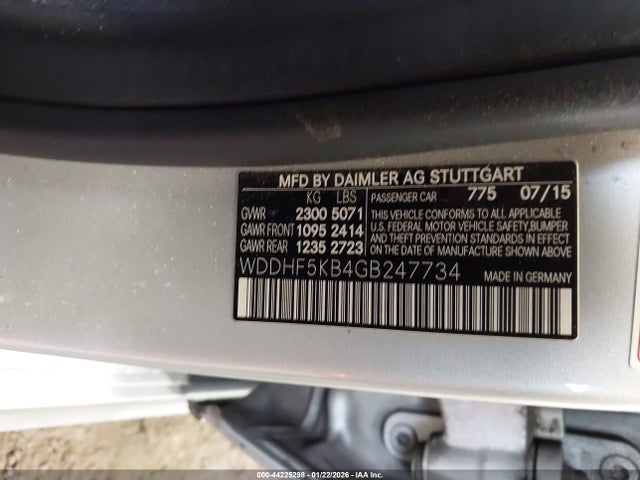 MFD BY DAIMLER AG STUTTGART
KG LBS
GVWR 2300 5071
GAWR FRONT 1095 2414
GAWR REAR 1235 2723
PASSENGER CAR 775 07/15
THIS VEHICLE CONFORMS TO ALL APPLICABLE
U.S. FEDERAL MOTOR VEHICLE SAFETY, BUMPER,
AND THEFT PREVENTION STANDARDS IN EFFECT
ON THE DATE OF MANUFACTURE SHOWN ABOVE.
WDDHF5KB4GB247734 MADE IN GERMANY
000-44225298 - 01/22/2026 - IAA Inc.